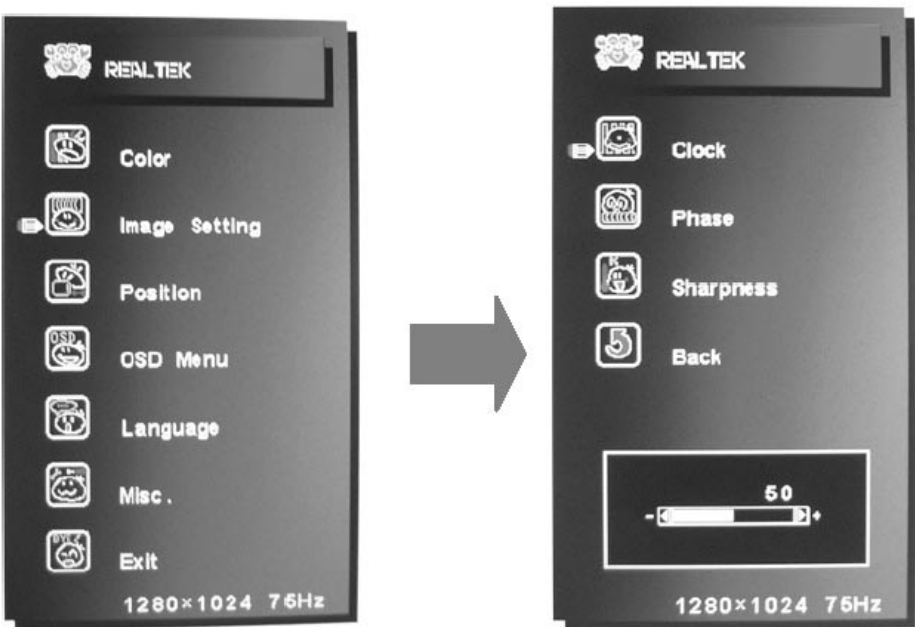 REALTEK
Color
Image Setting
Position
OSD
OSD Menu
Language
Misc.
Exit
1280×1024 75Hz
REALTEK
Clock
Phase
Sharpness
Back
50
- +
1280×1024 75Hz